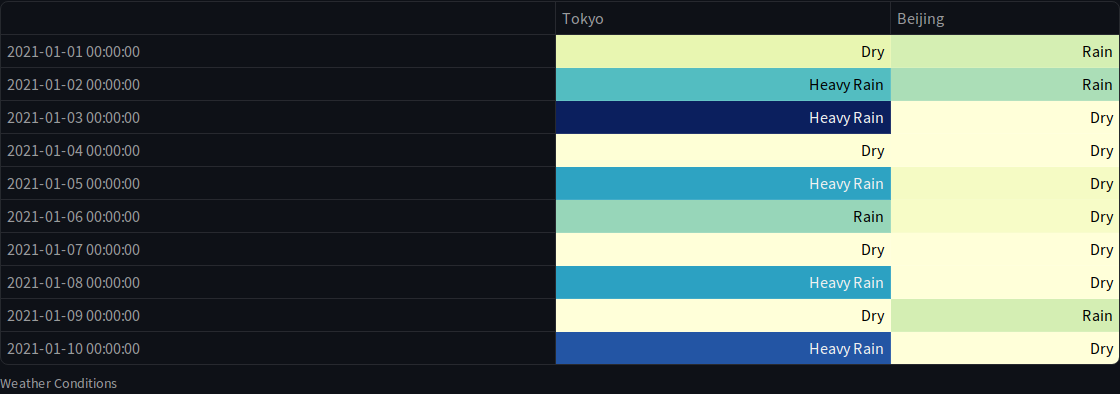 Tokyo Beijing
2021-01-01 00:00:00 Dry Rain
2021-01-02 00:00:00 Heavy Rain Rain
2021-01-03 00:00:00 Heavy Rain Dry
2021-01-04 00:00:00 Dry Dry
2021-01-05 00:00:00 Heavy Rain Dry
2021-01-06 00:00:00 Rain Dry
2021-01-07 00:00:00 Dry Dry
2021-01-08 00:00:00 Heavy Rain Dry
2021-01-09 00:00:00 Dry Rain
2021-01-10 00:00:00 Heavy Rain Dry
Weather Conditions